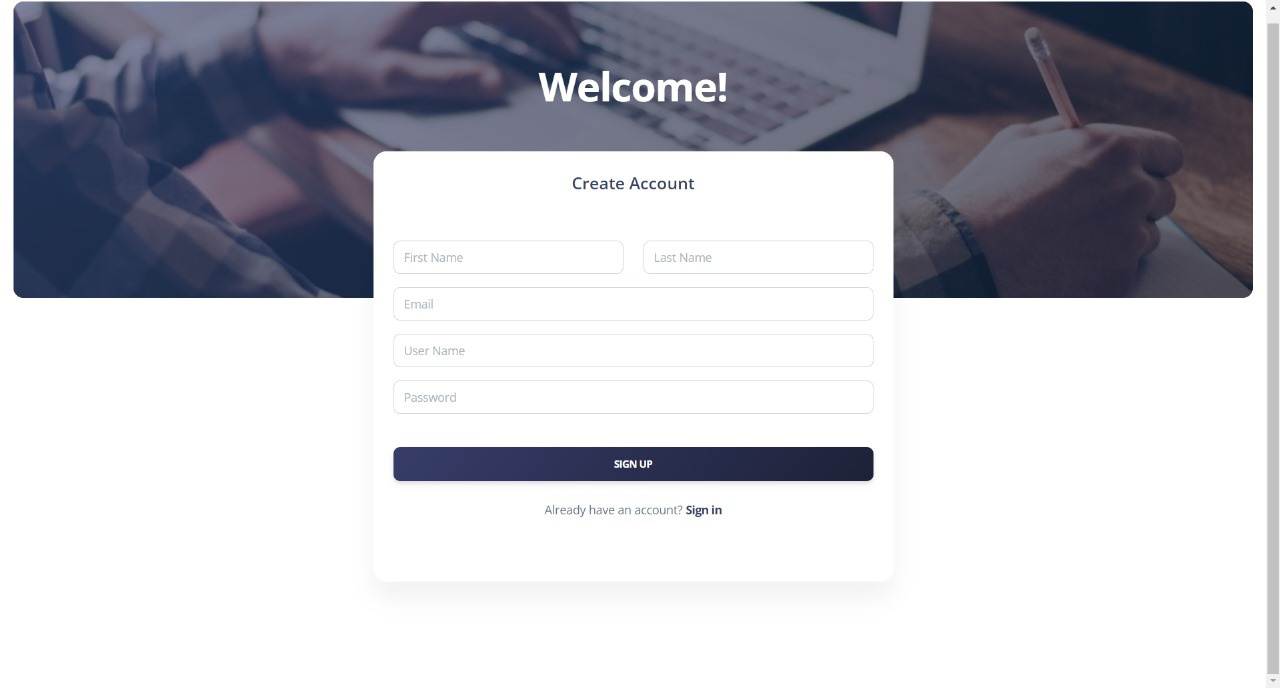 Welcome!
Create Account
First Name
Last Name
Email
User Name
Password
SIGN UP
Already have an account? Sign in